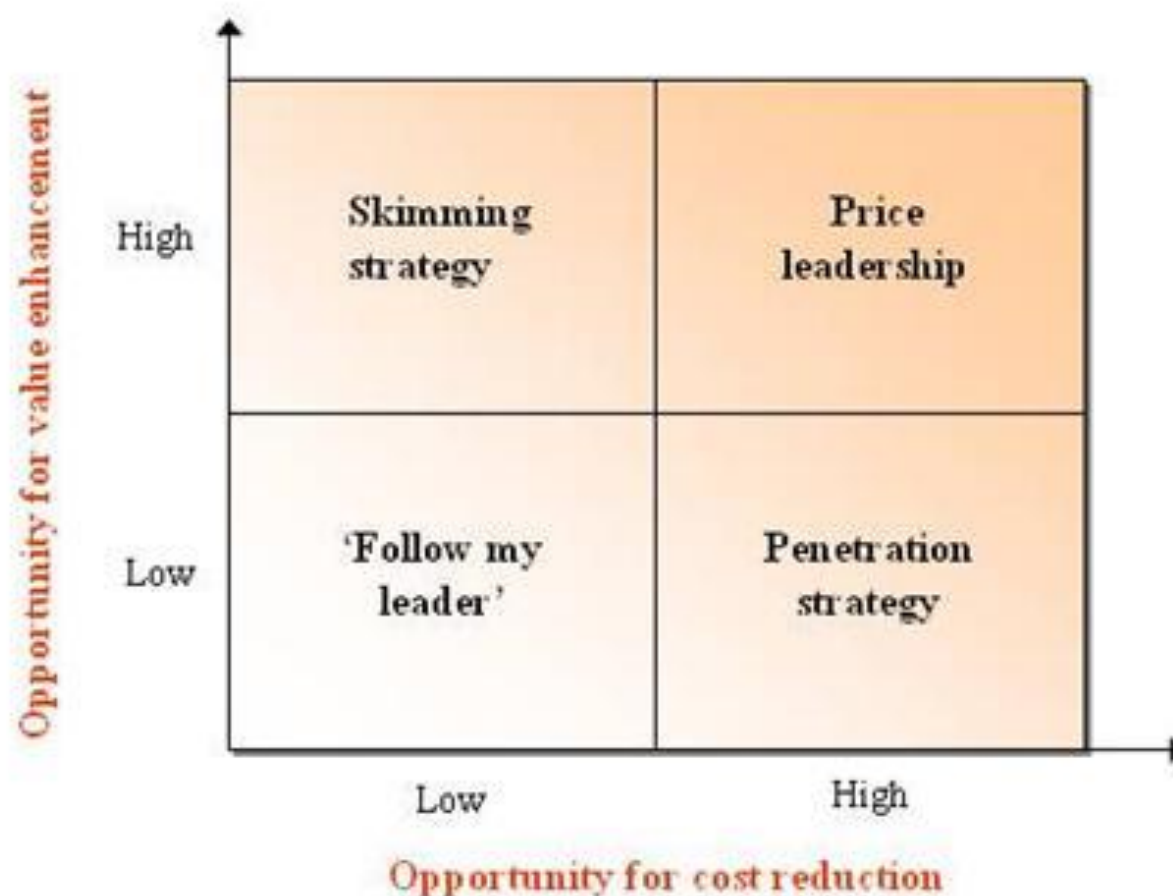 Opportunity for value enhancement
High
Skimming
strategy
Price
leadership
Low
‘Follow my
leader’
Penetration
strategy
Low
High
Opportunity for cost reduction